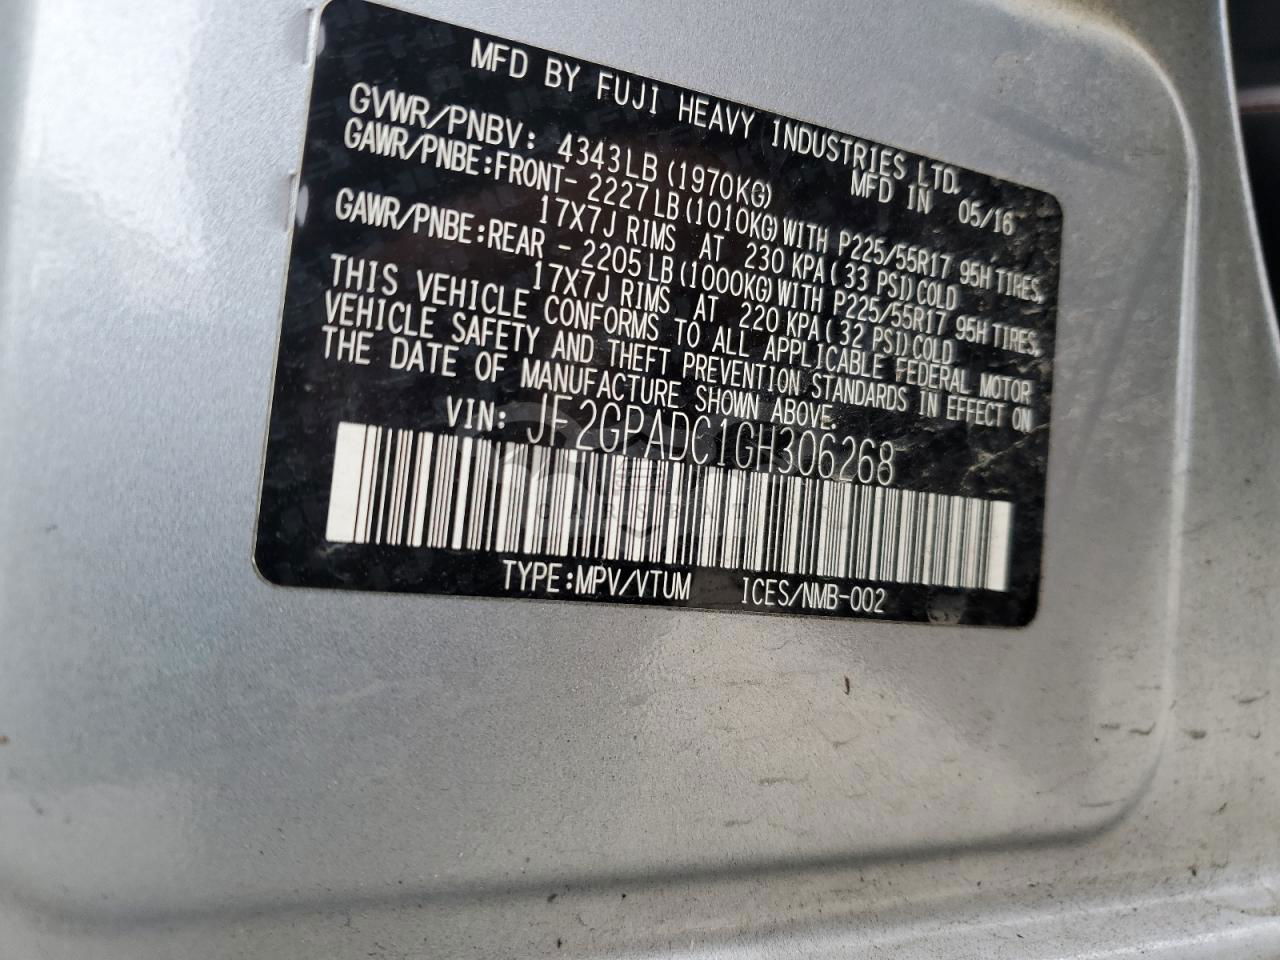 MFD BY FUJI HEAVY INDUSTRIES LTD.
MFD IN 05/16
GVWR/PNBV: 4343LB(1970KG)
GAWR/PNBE:FRONT-2227LB(1010KG)WITH P225/55R17 95H TIRES,
17X7J RIMS AT 230 KPA(33 PSI)COLD
GAWR/PNBE:REAR -2205LB(1000KG)WITH P225/55R17 95H TIRES,
17X7J RIMS AT 220 KPA(32 PSI)COLD
THIS VEHICLE CONFORMS TO ALL APPLICABLE FEDERAL MOTOR
VEHICLE SAFETY AND THEFT PREVENTION STANDARDS IN EFFECT ON
THE DATE OF MANUFACTURE SHOWN ABOVE.
VIN: JF2GPADC1GH306268
TYPE:MPV/VTUM ICES/NMB-002